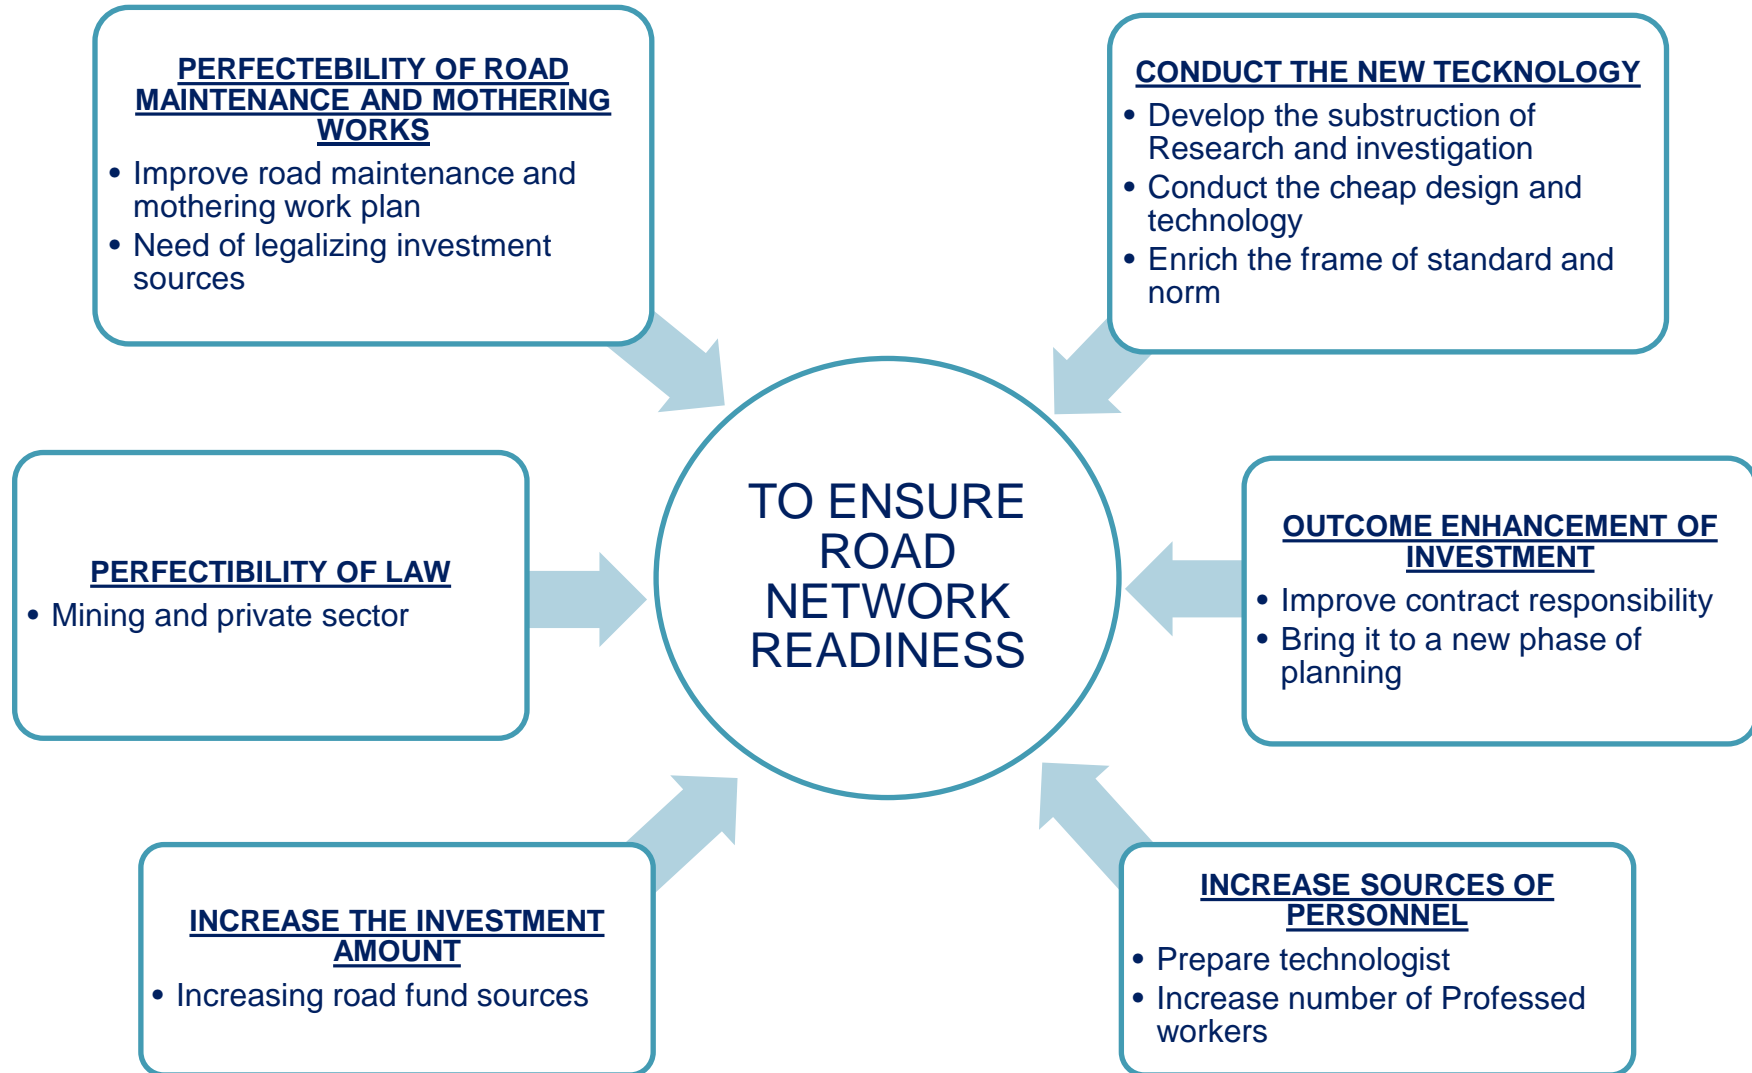 PERFECTEBILITY OF ROAD
MAINTENANCE AND MOTHERING
WORKS
• Improve road maintenance and
mothering work plan
• Need of legalizing investment
sources
CONDUCT THE NEW TECKNOLOGY
• Develop the substruction of
Research and investigation
• Conduct the cheap design and
technology
• Enrich the frame of standard and
norm
PERFECTIBILITY OF LAW
• Mining and private sector
TO ENSURE
ROAD
NETWORK
READINESS
OUTCOME ENHANCEMENT OF
INVESTMENT
• Improve contract responsibility
• Bring it to a new phase of
planning
INCREASE THE INVESTMENT
AMOUNT
• Increasing road fund sources
INCREASE SOURCES OF
PERSONNEL
• Prepare technologist
• Increase number of Professed
workers